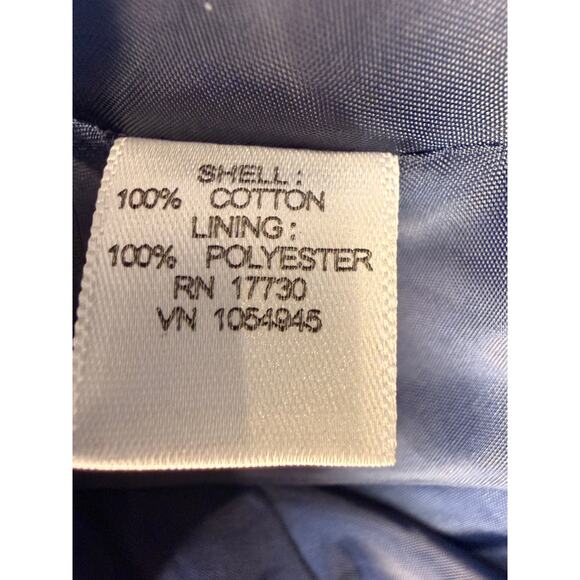 SHELL:
100% COTTON
LINING:
100% POLYESTER
RN 17730
VN 1054945